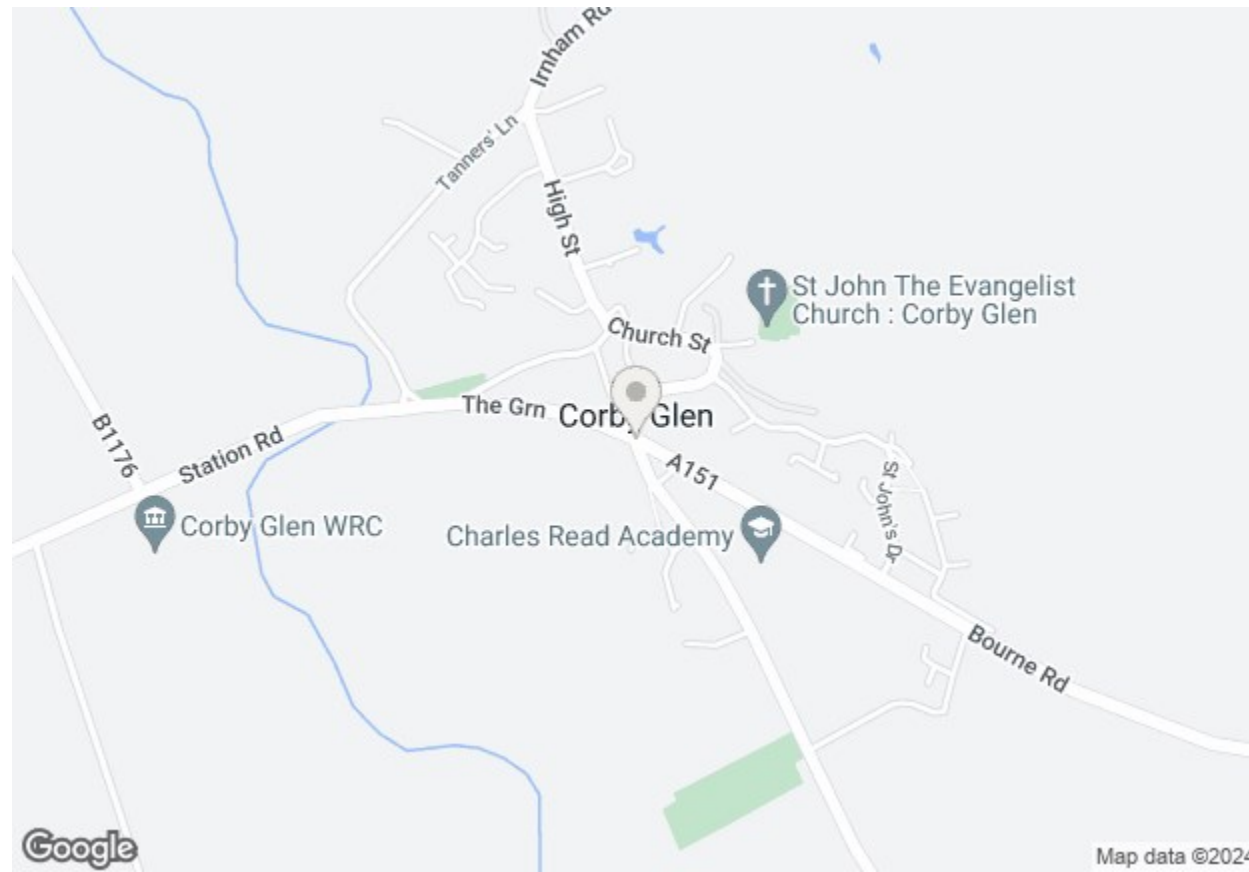 Irnham Rd
Tanners' Ln
High St
St John The Evangelist
Church : Corby Glen
Church St
The Grn
Corby Glen
B1176
Station Rd
A151
St John's Dr
Corby Glen WRC
Charles Read Academy
Bourne Rd
Google
Map data ©2024